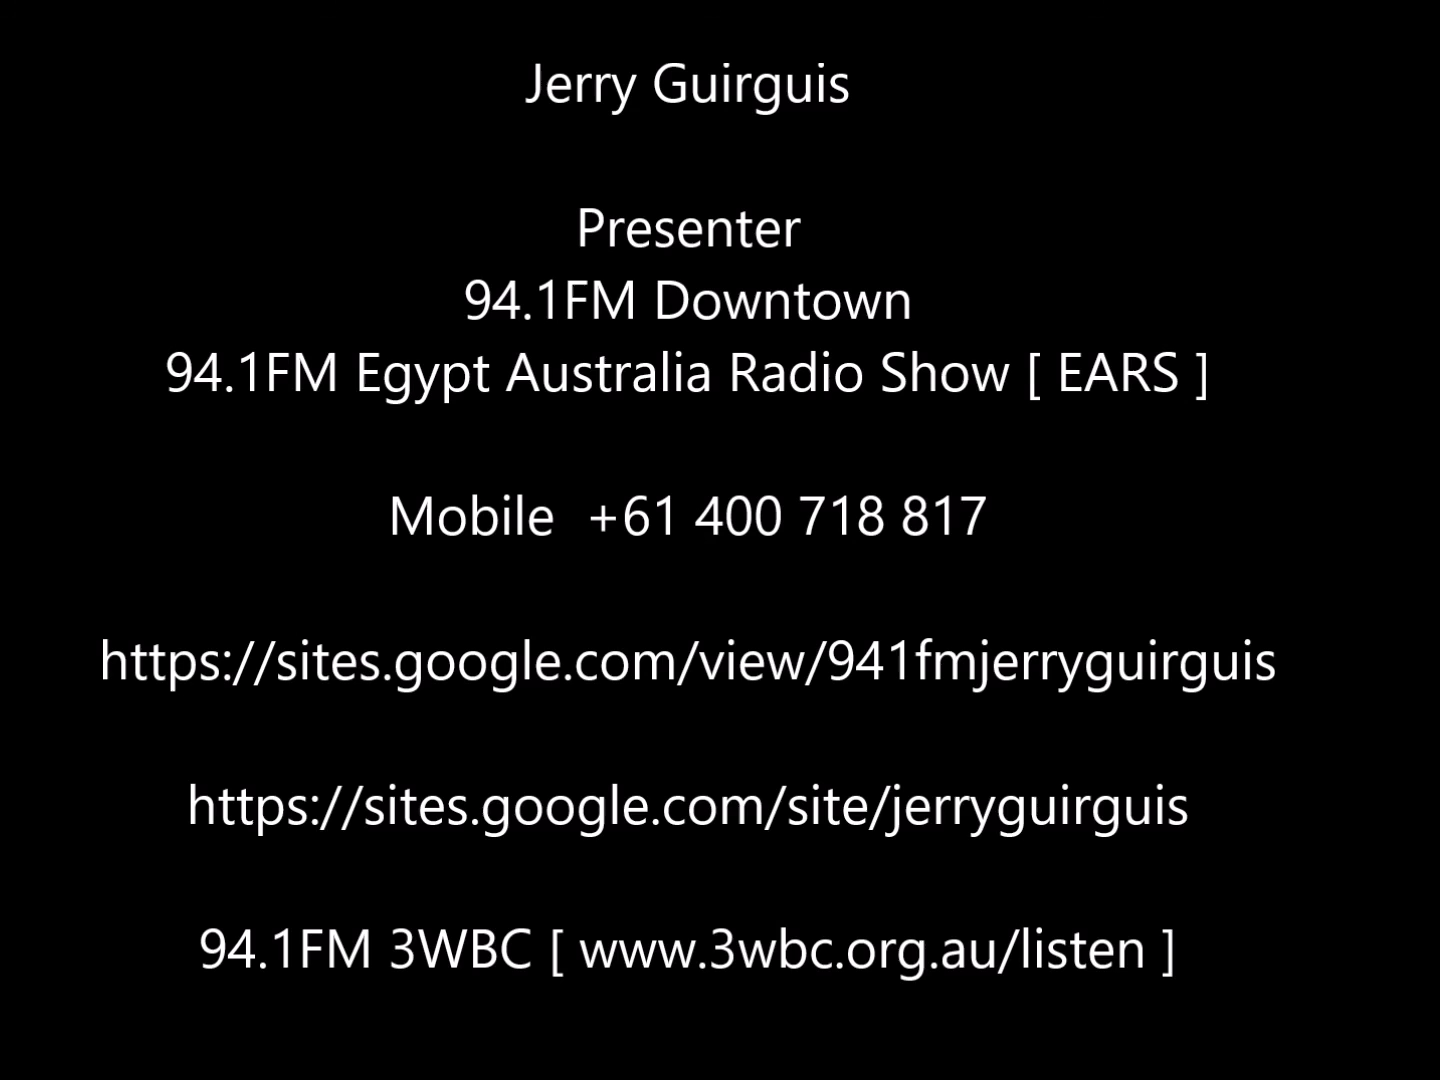 Jerry Guirguis
Presenter
94.1FM Downtown
94.1FM Egypt Australia Radio Show [ EARS ]
Mobile  +61 400 718 817
https://sites.google.com/view/941fmjerryguirguis
https://sites.google.com/site/jerryguirguis
94.1FM 3WBC [ www.3wbc.org.au/listen ]